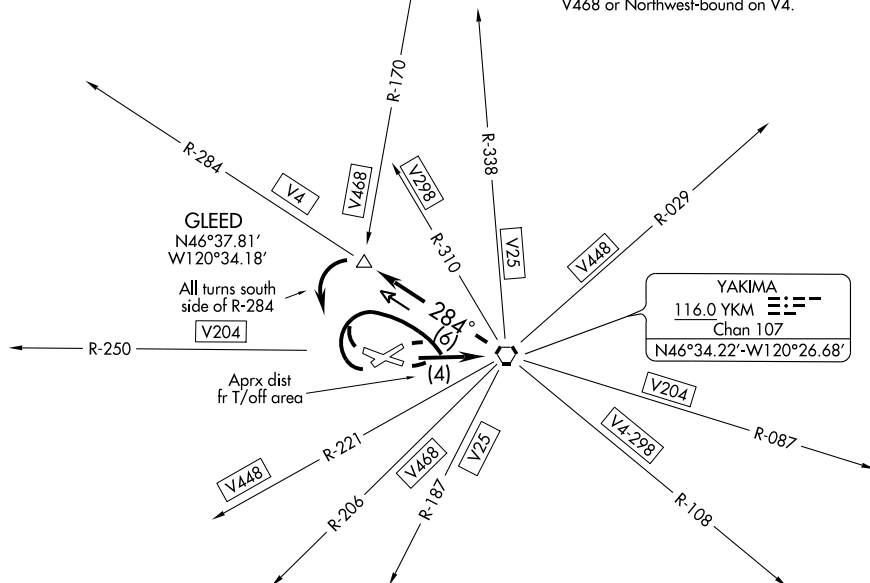 V468 or Northwest-bound on V4.
R-170
R-338
R-284
V4
V468
V298
R-029
GLEED
N46°37.81'
W120°34.18'
R-310
V25
V448
All turns south
side of R-284
284°
(6)
YAKIMA
116.0 YKM
Chan 107
N46°34.22'-W120°26.68'
V204
R-250
(4)
Aprx dist
fr T/off area
V204
R-087
R-221
V468
V25
V4-298
V448
R-206
R-187
R-108